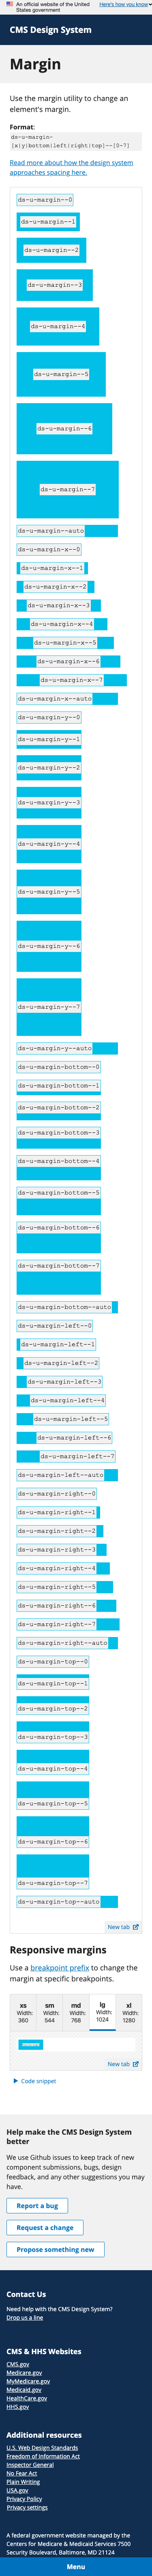 An official website of the United States government
Here's how you know
CMS Design System
Margin
Use the margin utility to change an
element's margin.
Format:
ds-u-margin-
[x|y|bottom|left|right|top]--[0-7]
Read more about how the design system
approaches spacing here.
ds-u-margin--0
ds-u-margin--1
ds-u-margin--2
ds-u-margin--3
ds-u-margin--4
ds-u-margin--5
ds-u-margin--6
ds-u-margin--7
ds-u-margin--auto
ds-u-margin-x--0
ds-u-margin-x--1
ds-u-margin-x--2
ds-u-margin-x--3
ds-u-margin-x--4
ds-u-margin-x--5
ds-u-margin-x--6
ds-u-margin-x--7
ds-u-margin-x--auto
ds-u-margin-y--0
ds-u-margin-y--1
ds-u-margin-y--2
ds-u-margin-y--3
ds-u-margin-y--4
ds-u-margin-y--5
ds-u-margin-y--6
ds-u-margin-y--7
ds-u-margin-y--auto
ds-u-margin-bottom--0
ds-u-margin-bottom--1
ds-u-margin-bottom--2
ds-u-margin-bottom--3
ds-u-margin-bottom--4
ds-u-margin-bottom--5
ds-u-margin-bottom--6
ds-u-margin-bottom--7
ds-u-margin-bottom--auto
ds-u-margin-left--0
ds-u-margin-left--1
ds-u-margin-left--2
ds-u-margin-left--3
ds-u-margin-left--4
ds-u-margin-left--5
ds-u-margin-left--6
ds-u-margin-left--7
ds-u-margin-left--auto
ds-u-margin-right--0
ds-u-margin-right--1
ds-u-margin-right--2
ds-u-margin-right--3
ds-u-margin-right--4
ds-u-margin-right--5
ds-u-margin-right--6
ds-u-margin-right--7
ds-u-margin-right--auto
ds-u-margin-top--0
ds-u-margin-top--1
ds-u-margin-top--2
ds-u-margin-top--3
ds-u-margin-top--4
ds-u-margin-top--5
ds-u-margin-top--6
ds-u-margin-top--7
ds-u-margin-top--auto
New tab
Responsive margins
Use a breakpoint prefix to change the
margin at specific breakpoints.
xs sm md lg xl
Width: Width: Width: Width: Width:
360 544 768 1024 1280
New tab
Code snippet
Help make the CMS Design System
better
We use Github issues to keep track of new
component submissions, bugs, design
feedback, and any other suggestions you may
have.
Report a bug
Request a change
Propose something new
Contact Us
Need help with the CMS Design System?
Drop us a line
CMS & HHS Websites
CMS.gov
Medicare.gov
MyMedicare.gov
Medicaid.gov
HealthCare.gov
HHS.gov
Additional resources
U.S. Web Design Standards
Freedom of Information Act
Inspector General
No Fear Act
Plain Writing
USA.gov
Privacy Policy
Privacy settings
A federal government website managed by the
Centers for Medicare & Medicaid Services 7500
Security Boulevard, Baltimore, MD 21124
Menu